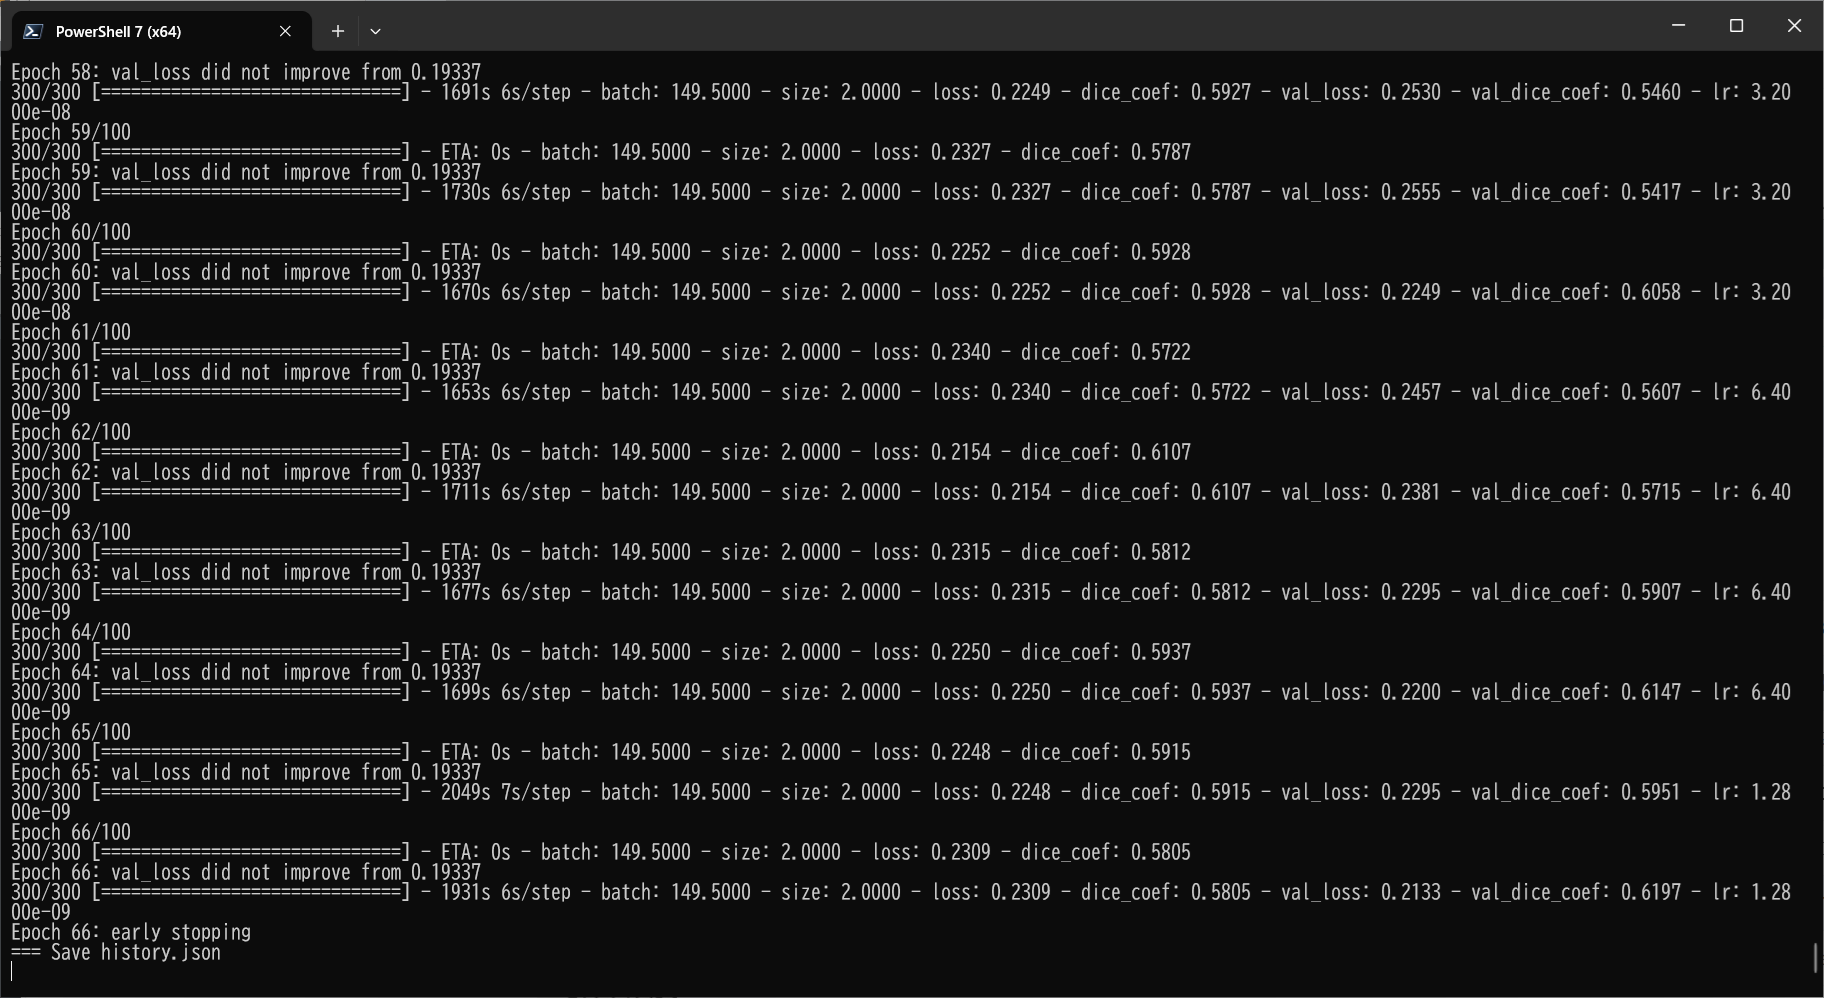 PowerShell 7 (x64)
Epoch 58: val_loss did not improve from 0.19337
300/300 [==============================] - 1691s 6s/step - batch: 149.5000 - size: 2.0000 - loss: 0.2249 - dice_coef: 0.5927 - val_loss: 0.2530 - val_dice_coef: 0.5460 - lr: 3.20
00e-08
Epoch 59/100
300/300 [==============================] - ETA: 0s - batch: 149.5000 - size: 2.0000 - loss: 0.2327 - dice_coef: 0.5787
Epoch 59: val_loss did not improve from 0.19337
300/300 [==============================] - 1730s 6s/step - batch: 149.5000 - size: 2.0000 - loss: 0.2327 - dice_coef: 0.5787 - val_loss: 0.2555 - val_dice_coef: 0.5417 - lr: 3.20
00e-08
Epoch 60/100
300/300 [==============================] - ETA: 0s - batch: 149.5000 - size: 2.0000 - loss: 0.2252 - dice_coef: 0.5928
Epoch 60: val_loss did not improve from 0.19337
300/300 [==============================] - 1670s 6s/step - batch: 149.5000 - size: 2.0000 - loss: 0.2252 - dice_coef: 0.5928 - val_loss: 0.2249 - val_dice_coef: 0.6058 - lr: 3.20
00e-08
Epoch 61/100
300/300 [==============================] - ETA: 0s - batch: 149.5000 - size: 2.0000 - loss: 0.2340 - dice_coef: 0.5722
Epoch 61: val_loss did not improve from 0.19337
300/300 [==============================] - 1653s 6s/step - batch: 149.5000 - size: 2.0000 - loss: 0.2340 - dice_coef: 0.5722 - val_loss: 0.2457 - val_dice_coef: 0.5607 - lr: 6.40
00e-09
Epoch 62/100
300/300 [==============================] - ETA: 0s - batch: 149.5000 - size: 2.0000 - loss: 0.2154 - dice_coef: 0.6107
Epoch 62: val_loss did not improve from 0.19337
300/300 [==============================] - 1711s 6s/step - batch: 149.5000 - size: 2.0000 - loss: 0.2154 - dice_coef: 0.6107 - val_loss: 0.2381 - val_dice_coef: 0.5715 - lr: 6.40
00e-09
Epoch 63/100
300/300 [==============================] - ETA: 0s - batch: 149.5000 - size: 2.0000 - loss: 0.2315 - dice_coef: 0.5812
Epoch 63: val_loss did not improve from 0.19337
300/300 [==============================] - 1677s 6s/step - batch: 149.5000 - size: 2.0000 - loss: 0.2315 - dice_coef: 0.5812 - val_loss: 0.2295 - val_dice_coef: 0.5907 - lr: 6.40
00e-09
Epoch 64/100
300/300 [==============================] - ETA: 0s - batch: 149.5000 - size: 2.0000 - loss: 0.2250 - dice_coef: 0.5937
Epoch 64: val_loss did not improve from 0.19337
300/300 [==============================] - 1699s 6s/step - batch: 149.5000 - size: 2.0000 - loss: 0.2250 - dice_coef: 0.5937 - val_loss: 0.2200 - val_dice_coef: 0.6147 - lr: 6.40
00e-09
Epoch 65/100
300/300 [==============================] - ETA: 0s - batch: 149.5000 - size: 2.0000 - loss: 0.2248 - dice_coef: 0.5915
Epoch 65: val_loss did not improve from 0.19337
300/300 [==============================] - 2049s 7s/step - batch: 149.5000 - size: 2.0000 - loss: 0.2248 - dice_coef: 0.5915 - val_loss: 0.2295 - val_dice_coef: 0.5951 - lr: 1.28
00e-09
Epoch 66/100
300/300 [==============================] - ETA: 0s - batch: 149.5000 - size: 2.0000 - loss: 0.2309 - dice_coef: 0.5805
Epoch 66: val_loss did not improve from 0.19337
300/300 [==============================] - 1931s 6s/step - batch: 149.5000 - size: 2.0000 - loss: 0.2309 - dice_coef: 0.5805 - val_loss: 0.2133 - val_dice_coef: 0.6197 - lr: 1.28
00e-09
Epoch 66: early stopping
=== Save history.json